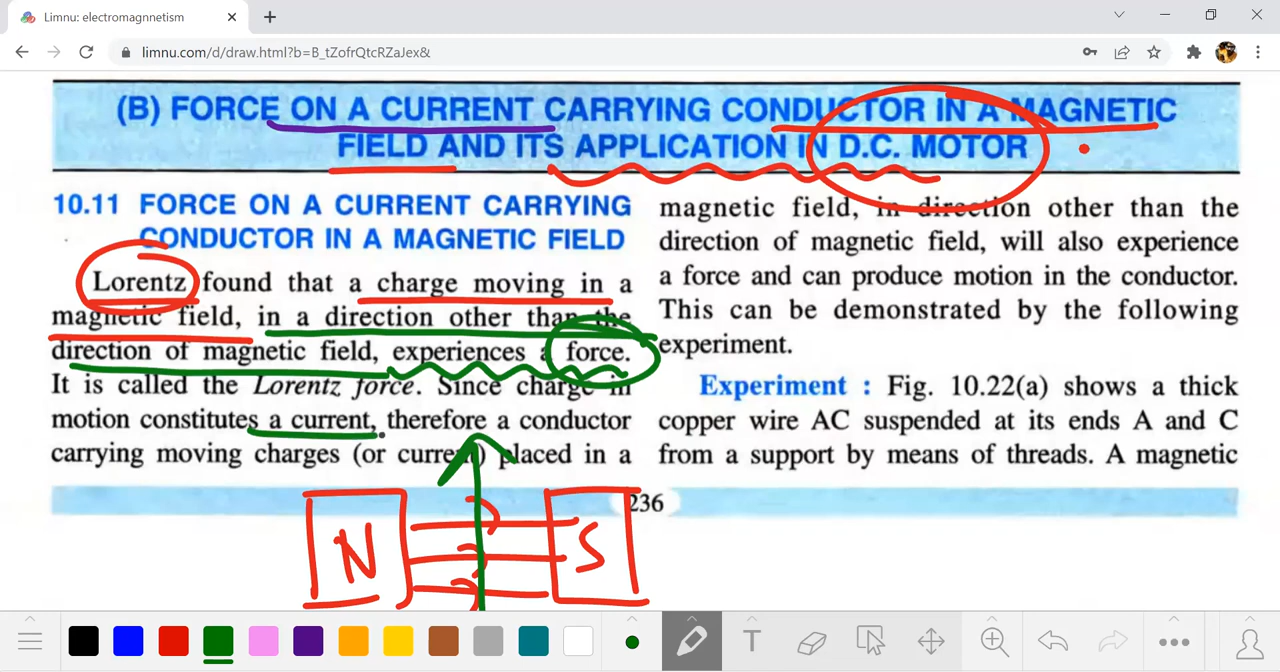 Limnu: electromagnnetism
limnu.com/d/draw.html?b=B_tZofrQtcRZaJex&
(B) FORCE ON A CURRENT CARRYING CONDUCTOR IN A MAGNETIC
FIELD AND ITS APPLICATION IN D.C. MOTOR
10.11 FORCE ON A CURRENT CARRYING
CONDUCTOR IN A MAGNETIC FIELD
Lorentz found that a charge moving in a
magnetic field, in a direction other than the
direction of magnetic field, experiences a force.
It is called the Lorentz force. Since charge in
motion constitutes a current, therefore a conductor
carrying moving charges (or current) placed in a
magnetic field, in direction other than the
direction of magnetic field, will also experience
a force and can produce motion in the conductor.
This can be demonstrated by the following
experiment.
Experiment : Fig. 10.22(a) shows a thick
copper wire AC suspended at its ends A and C
from a support by means of threads. A magnetic
236
N
S
T